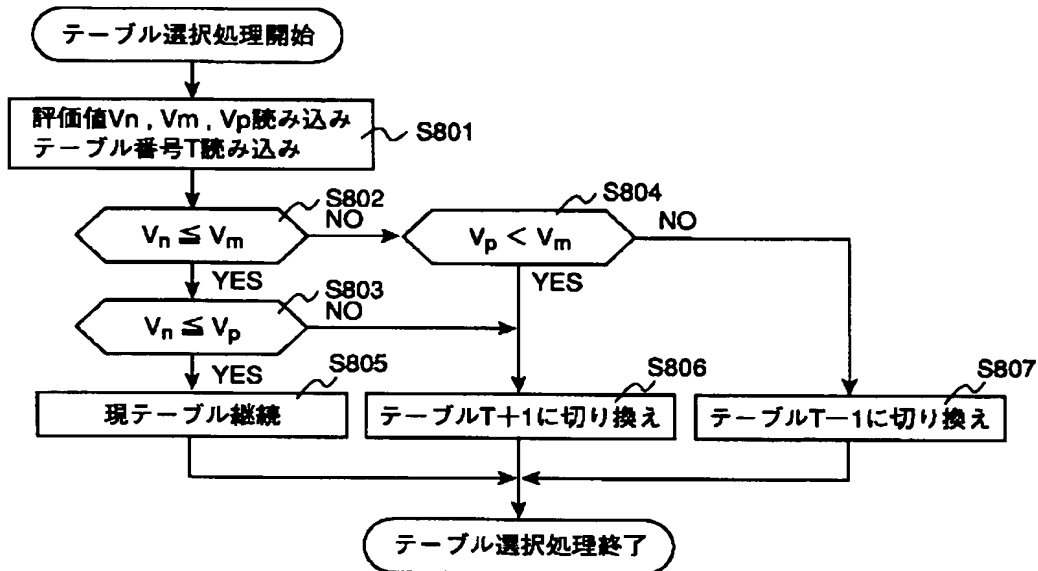 テーブル選択処理開始
評価値Vn , Vm , Vp読み込み
テーブル番号T読み込み
S801
S802
Vn ≦ Vm
NO
S804
Vp < Vm
NO
YES
YES
S803
Vn ≦ Vp
NO
YES
S805
現テーブル継続
S806
テーブルT+1に切り換え
S807
テーブルT−1に切り換え
テーブル選択処理終了